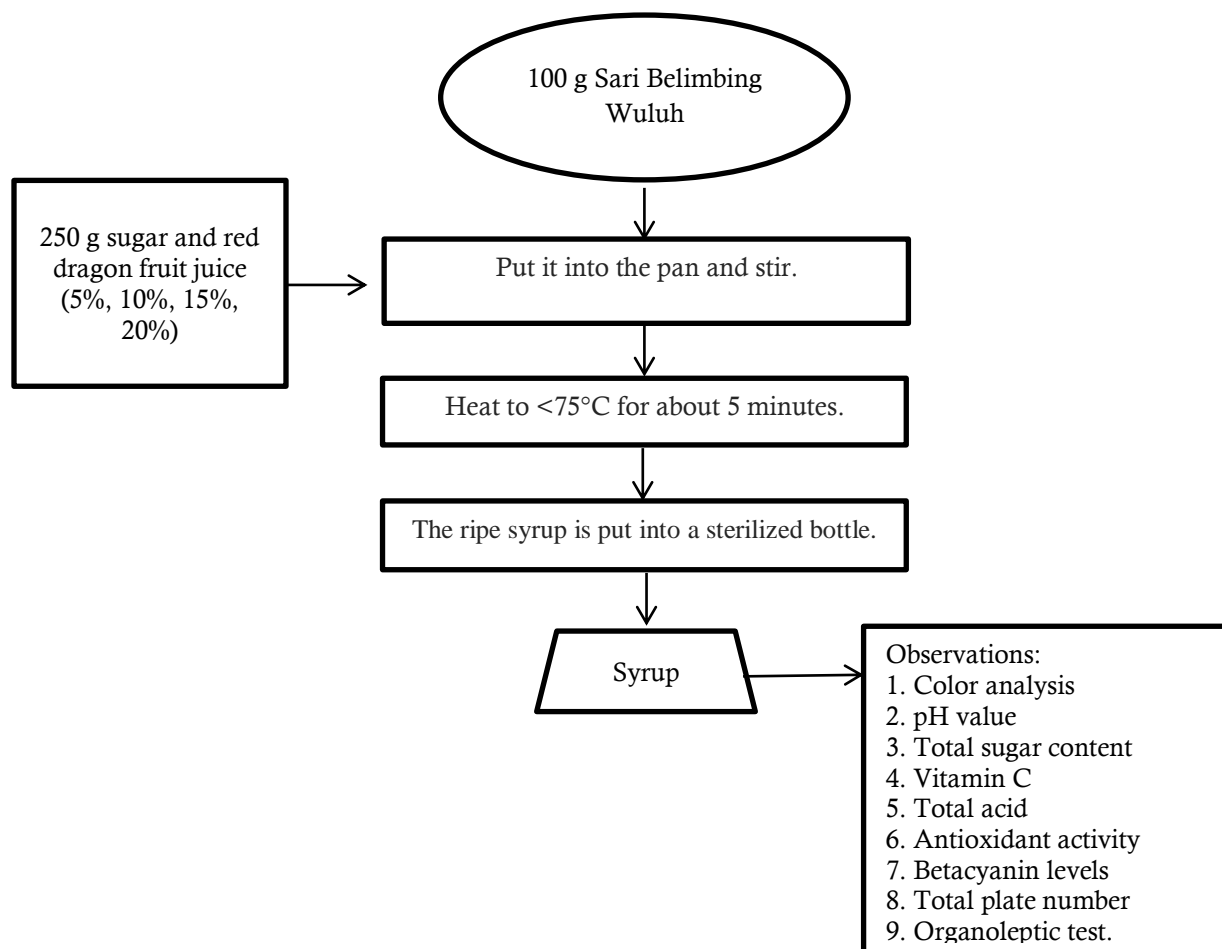 100 g Sari Belimbing
Wuluh
250 g sugar and red
dragon fruit juice
(5%, 10%, 15%,
20%)
Put it into the pan and stir.
Heat to <75°C for about 5 minutes.
The ripe syrup is put into a sterilized bottle.
Syrup
Observations:
1. Color analysis
2. pH value
3. Total sugar content
4. Vitamin C
5. Total acid
6. Antioxidant activity
7. Betacyanin levels
8. Total plate number
9. Organoleptic test.